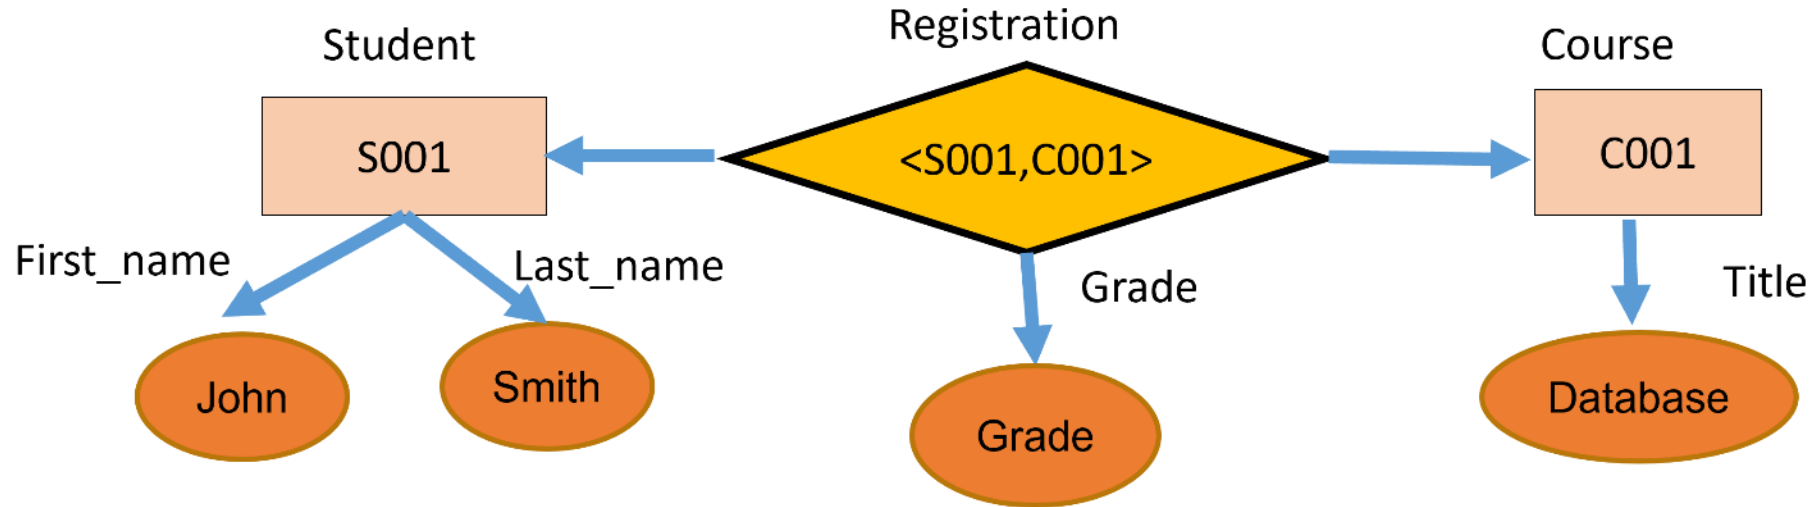 Student
Registration
Course
S001
<S001,C001>
C001
First_name
Last_name
Grade
Title
John
Smith
Grade
Database